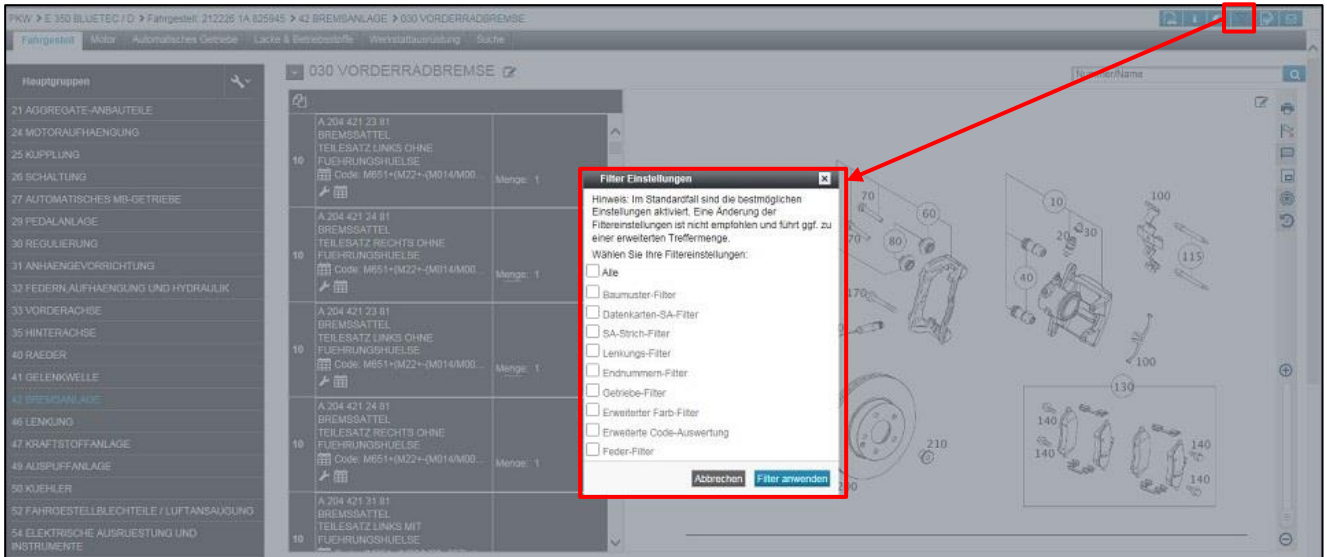 PKW > E 350 BLUETEC / D > Fahrgestell: 212226 1A 825945 > 42 BREMSANLAGE > 030 VORDERRADBREMSE
Fahrgestell Motor Automatisches Getriebe Lacke & Betriebsstoffe Werkstattausrüstung Suche
Hauptgruppen
21 AGGREGATE-ANBAUTEILE
24 MOTORAUFHAENGUNG
25 KUPPLUNG
26 SCHALTUNG
27 AUTOMATISCHES MB-GETRIEBE
29 PEDALANLAGE
30 REGULIERUNG
31 ANHAENGEVORRICHTUNG
32 FEDERN,AUFHAENGUNG UND HYDRAULIK
33 VORDERACHSE
35 HINTERACHSE
40 RAEDER
41 GELENKWELLE
42 BREMSANLAGE
46 LENKUNG
47 KRAFTSTOFFANLAGE
49 AUSPUFFANLAGE
50 KUEHLER
52 FAHRGESTELLBLECHTEILE / LUFTANSAUGUNG
54 ELEKTRISCHE AUSRUESTUNG UND
INSTRUMENTE
030 VORDERRADBREMSE
Nummer/Name
A 204 421 23 81
BREMSSATTEL
TEILESATZ LINKS OHNE
10 FUEHRUNGSHUELSE
Code: M651+(M22+-(M014/M00... Menge: 1
A 204 421 24 81
BREMSSATTEL
TEILESATZ RECHTS OHNE
10 FUEHRUNGSHUELSE
Code: M651+(M22+-(M014/M00... Menge: 1
A 204 421 23 81
BREMSSATTEL
TEILESATZ LINKS OHNE
10 FUEHRUNGSHUELSE
Code: M651+(M22+-(M014/M00... Menge: 1
A 204 421 24 81
BREMSSATTEL
TEILESATZ RECHTS OHNE
10 FUEHRUNGSHUELSE
Code: M651+(M22+-(M014/M00... Menge: 1
A 204 421 31 81
BREMSSATTEL
TEILESATZ LINKS MIT
10 FUEHRUNGSHUELSE
Filter Einstellungen
Hinweis: Im Standardfall sind die bestmöglichen
Einstellungen aktiviert. Eine Änderung der
Filtereinstellungen ist nicht empfohlen und führt ggf. zu
einer erweiterten Treffermenge.
Wählen Sie Ihre Filtereinstellungen:
Alle
Baumuster-Filter
Datenkarten-SA-Filter
SA-Strich-Filter
Lenkungs-Filter
Endnummern-Filter
Getriebe-Filter
Erweiterter Farb-Filter
Erweiterte Code-Auswertung
Feder-Filter
Abbrechen Filter anwenden
70
60
70
80
170
10
100
20
30
115
40
100
130
140
140
140
140
210